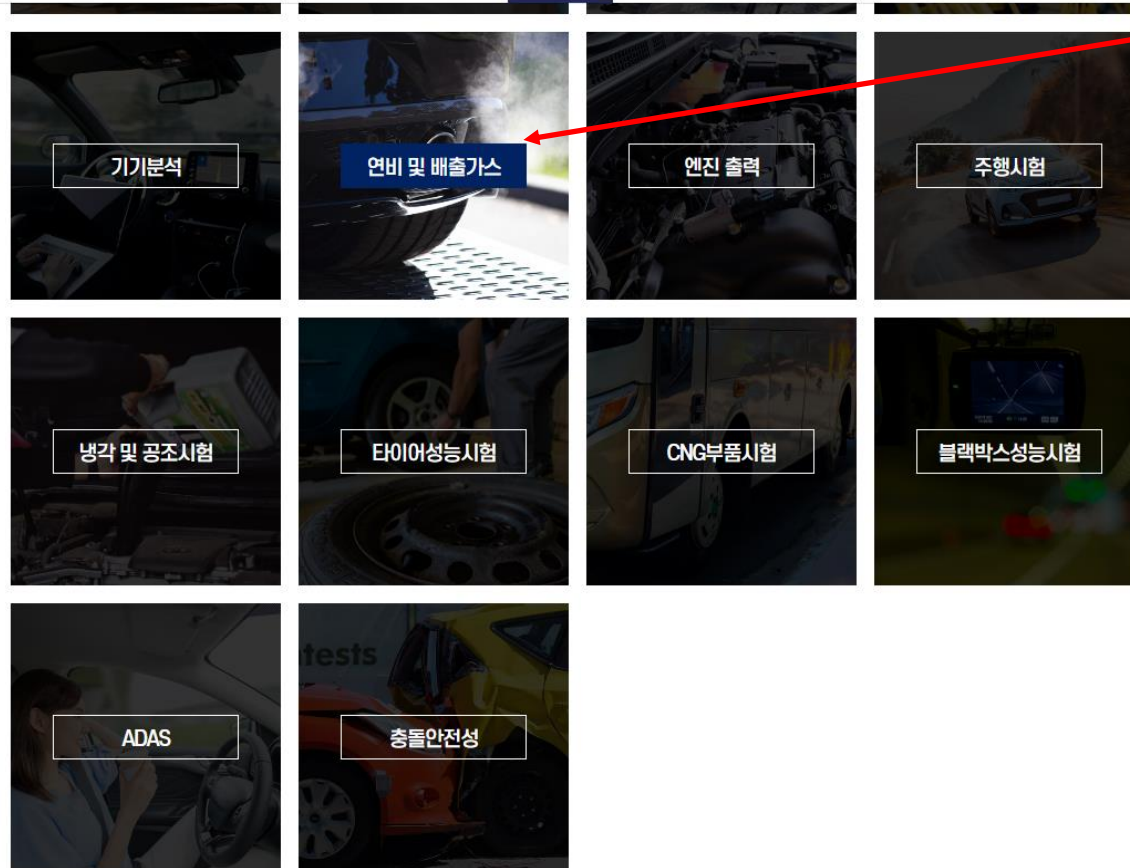 기기분석
연비 및 배출가스
엔진 출력
주행시험
냉각 및 공조시험
타이어성능시험
CNG부품시험
블랙박스성능시험
tests
ADAS
충돌안전성